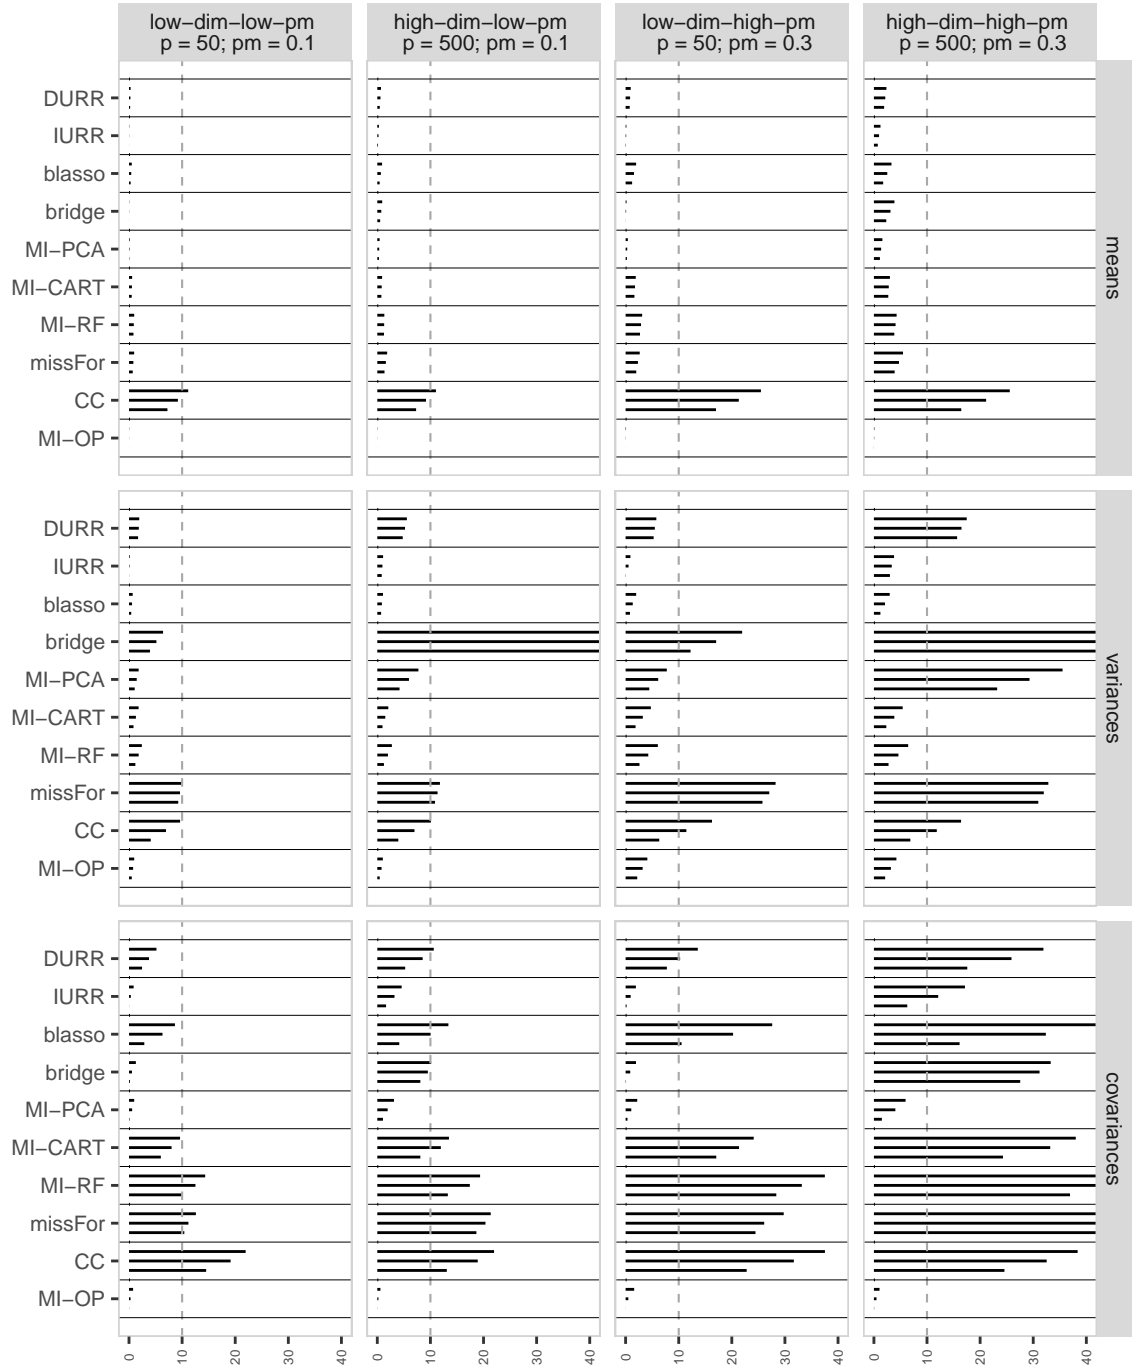 low−dim−low−pm
p = 50; pm = 0.1
high−dim−low−pm
p = 500; pm = 0.1
low−dim−high−pm
p = 50; pm = 0.3
high−dim−high−pm
p = 500; pm = 0.3
DURR
IURR
blasso
bridge
MI−PCA
MI−CART
MI−RF
missFor
CC
MI−OP
means
DURR
IURR
blasso
bridge
MI−PCA
MI−CART
MI−RF
missFor
CC
MI−OP
variances
DURR
IURR
blasso
bridge
MI−PCA
MI−CART
MI−RF
missFor
CC
MI−OP
covariances
0 10 20 30 40
0 10 20 30 40
0 10 20 30 40
0 10 20 30 40